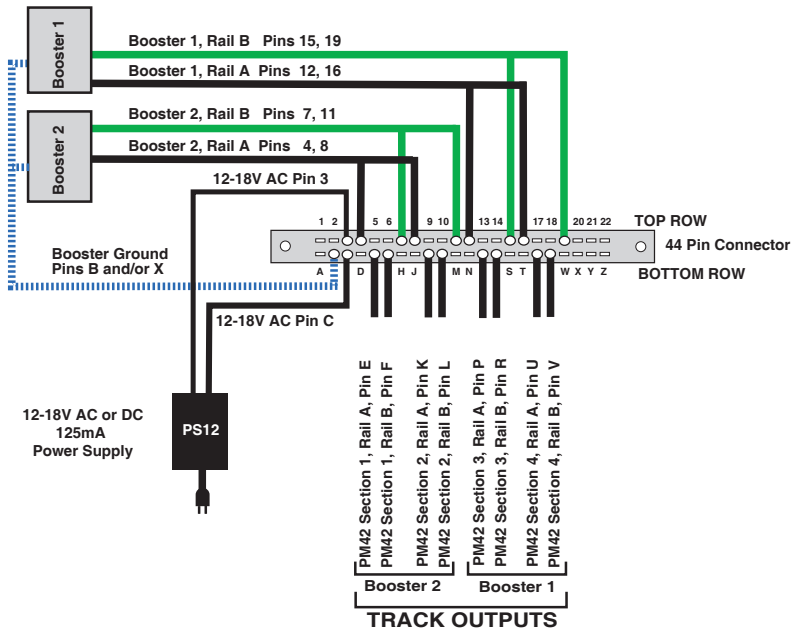 Booster 1
Booster 1, Rail B Pins 15, 19
Booster 1, Rail A Pins 12, 16
Booster 2
Booster 2, Rail B Pins 7, 11
Booster 2, Rail A Pins 4, 8
12-18V AC Pin 3
1 2 5 6 9 10 13 14 17 18 20 21 22
TOP ROW
44 Pin Connector
BOTTOM ROW
A D H J M N S T W X Y Z
Booster Ground
Pins B and/or X
12-18V AC Pin C
12-18V AC or DC
125mA
Power Supply
PS12
PM42 Section 1, Rail A, Pin E
PM42 Section 1, Rail B, Pin F
PM42 Section 2, Rail A, Pin K
PM42 Section 2, Rail B, Pin L
PM42 Section 3, Rail A, Pin P
PM42 Section 3, Rail B, Pin R
PM42 Section 4, Rail A, Pin U
PM42 Section 4, Rail B, Pin V
Booster 2
Booster 1
TRACK OUTPUTS